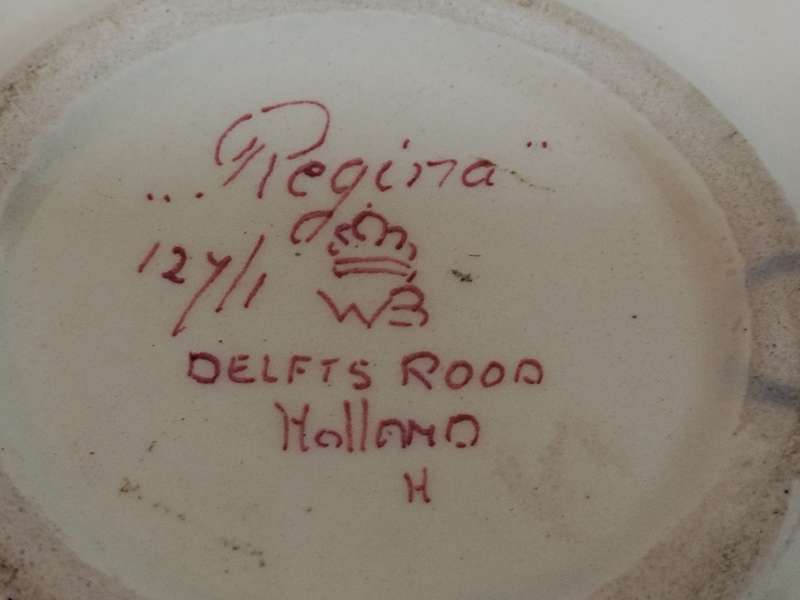 „Regina"
127/1 WB
DELFTS ROOD
Holland
H